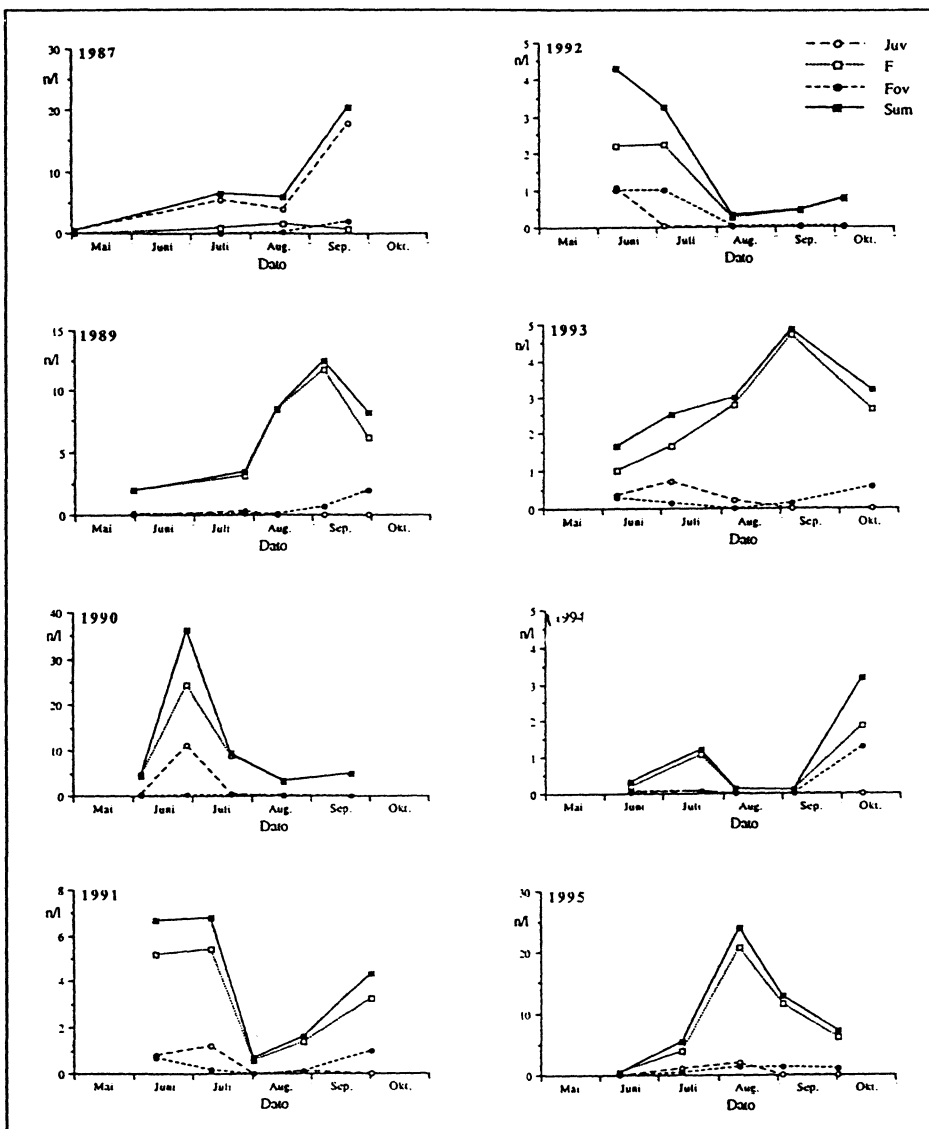 1987
n/l
30
20
10
0
Mai Juni Juli Aug. Sep. Okt.
Dato
1992
n/l
5
4
3
2
1
0
Mai Juni Juli Aug. Sep. Okt.
Dato
Juv
F
Fov
Sum
1989
n/l
15
10
5
0
Mai Juni Juli Aug. Sep. Okt.
Dato
1993
n/l
5
4
3
2
1
0
Mai Juni Juli Aug. Sep. Okt.
Dato
1990
n/l
40
30
20
10
0
Mai Juni Juli Aug. Sep. Okt.
Dato
1994
n/l
5
4
3
2
1
0
Mai Juni Juli Aug. Sep. Okt.
Dato
1991
n/l
8
6
4
2
0
Mai Juni Juli Aug. Sep. Okt.
Dato
1995
n/l
30
20
10
0
Mai Juni Juli Aug. Sep. Okt.
Dato